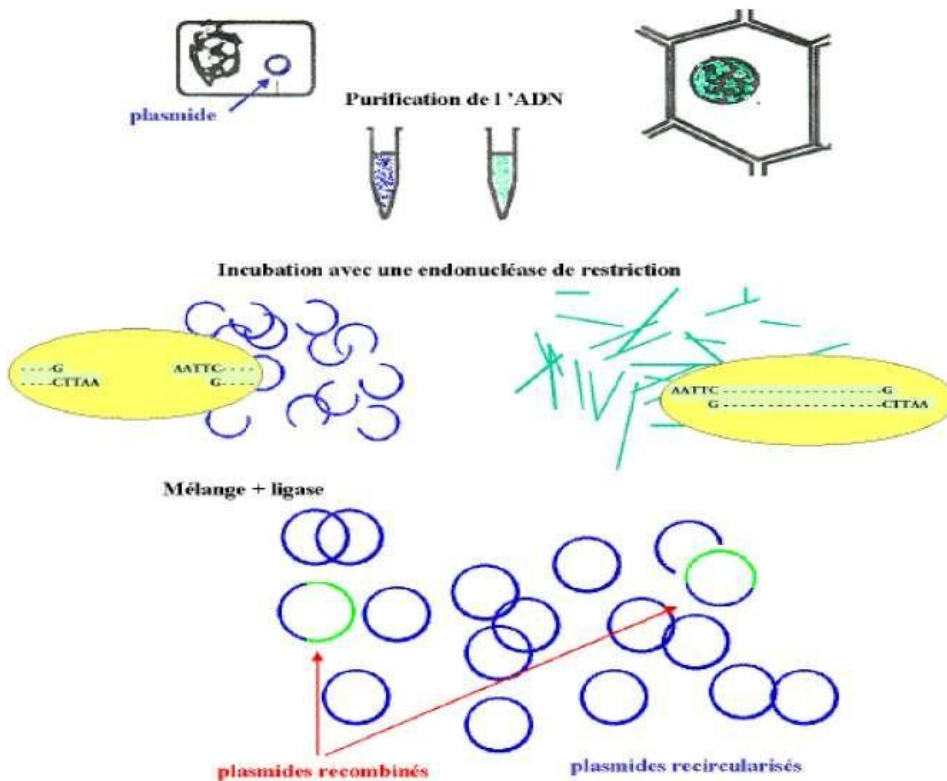 plasmide
Purification de l 'ADN
Incubation avec une endonucléase de restriction
-----G AATTC-----
-----CTTAA G-----
AATTC----------------------G
G----------------------CTTAA
Mélange + ligase
plasmides recombinés
plasmides recircularisés